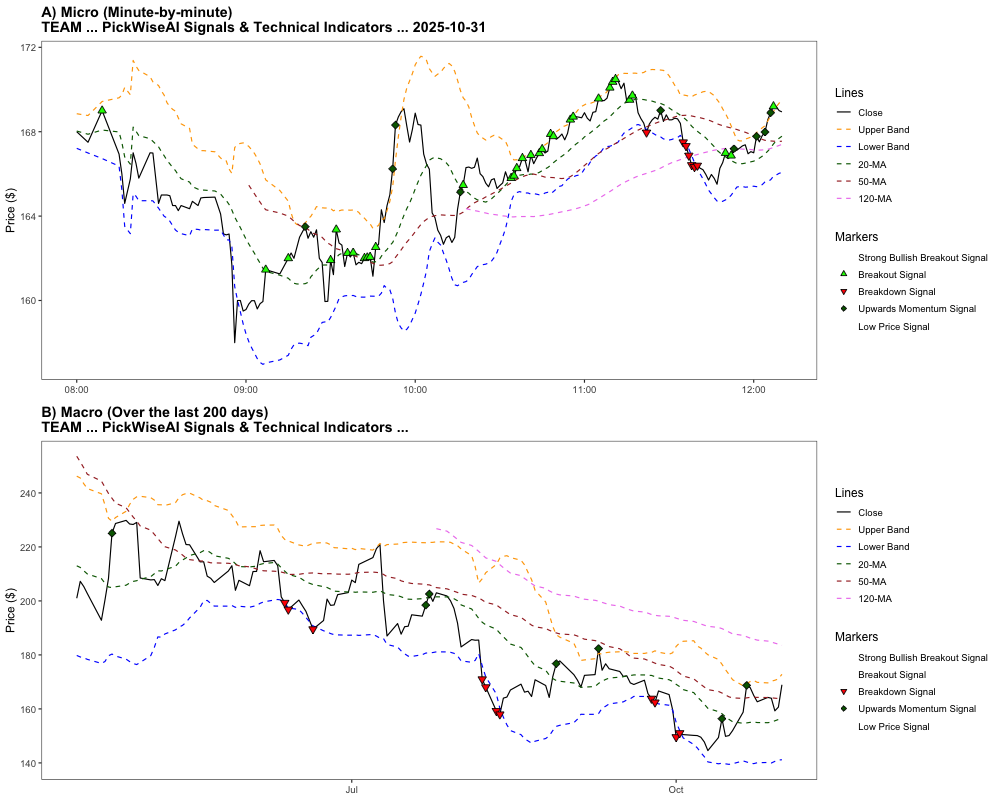 A) Micro (Minute-by-minute)
TEAM ... PickWiseAI Signals & Technical Indicators ... 2025-10-31
172
168
164
160
Price ($)
08:00
09:00
10:00
11:00
12:00
Lines
Close
Upper Band
Lower Band
20-MA
50-MA
120-MA
Markers
Strong Bullish Breakout Signal
Breakout Signal
Breakdown Signal
Upwards Momentum Signal
Low Price Signal
B) Macro (Over the last 200 days)
TEAM ... PickWiseAI Signals & Technical Indicators ...
240
220
200
180
160
140
Price ($)
Jul
Oct
Lines
Close
Upper Band
Lower Band
20-MA
50-MA
120-MA
Markers
Strong Bullish Breakout Signal
Breakout Signal
Breakdown Signal
Upwards Momentum Signal
Low Price Signal